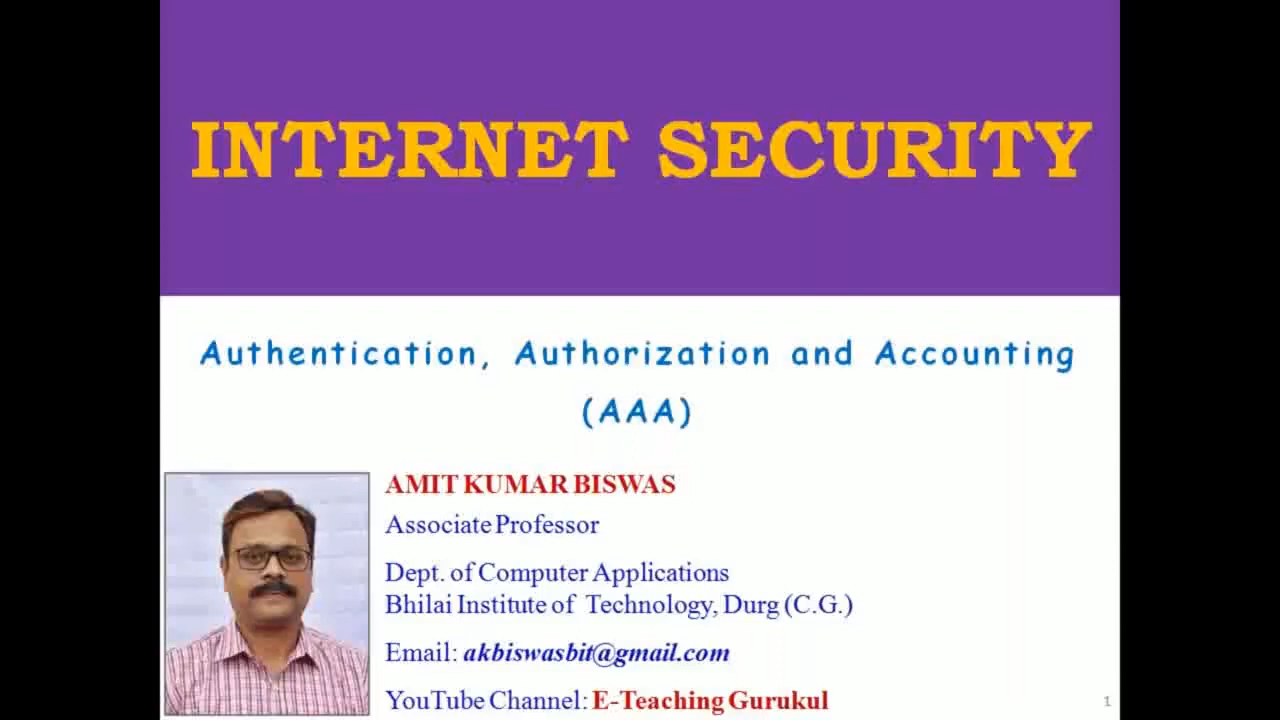 INTERNET SECURITY
Authentication, Authorization and Accounting
(AAA)
AMIT KUMAR BISWAS
Associate Professor
Dept. of Computer Applications
Bhilai Institute of Technology, Durg (C.G.)
Email: akbiswasbit@gmail.com
YouTube Channel: E-Teaching Gurukul
1